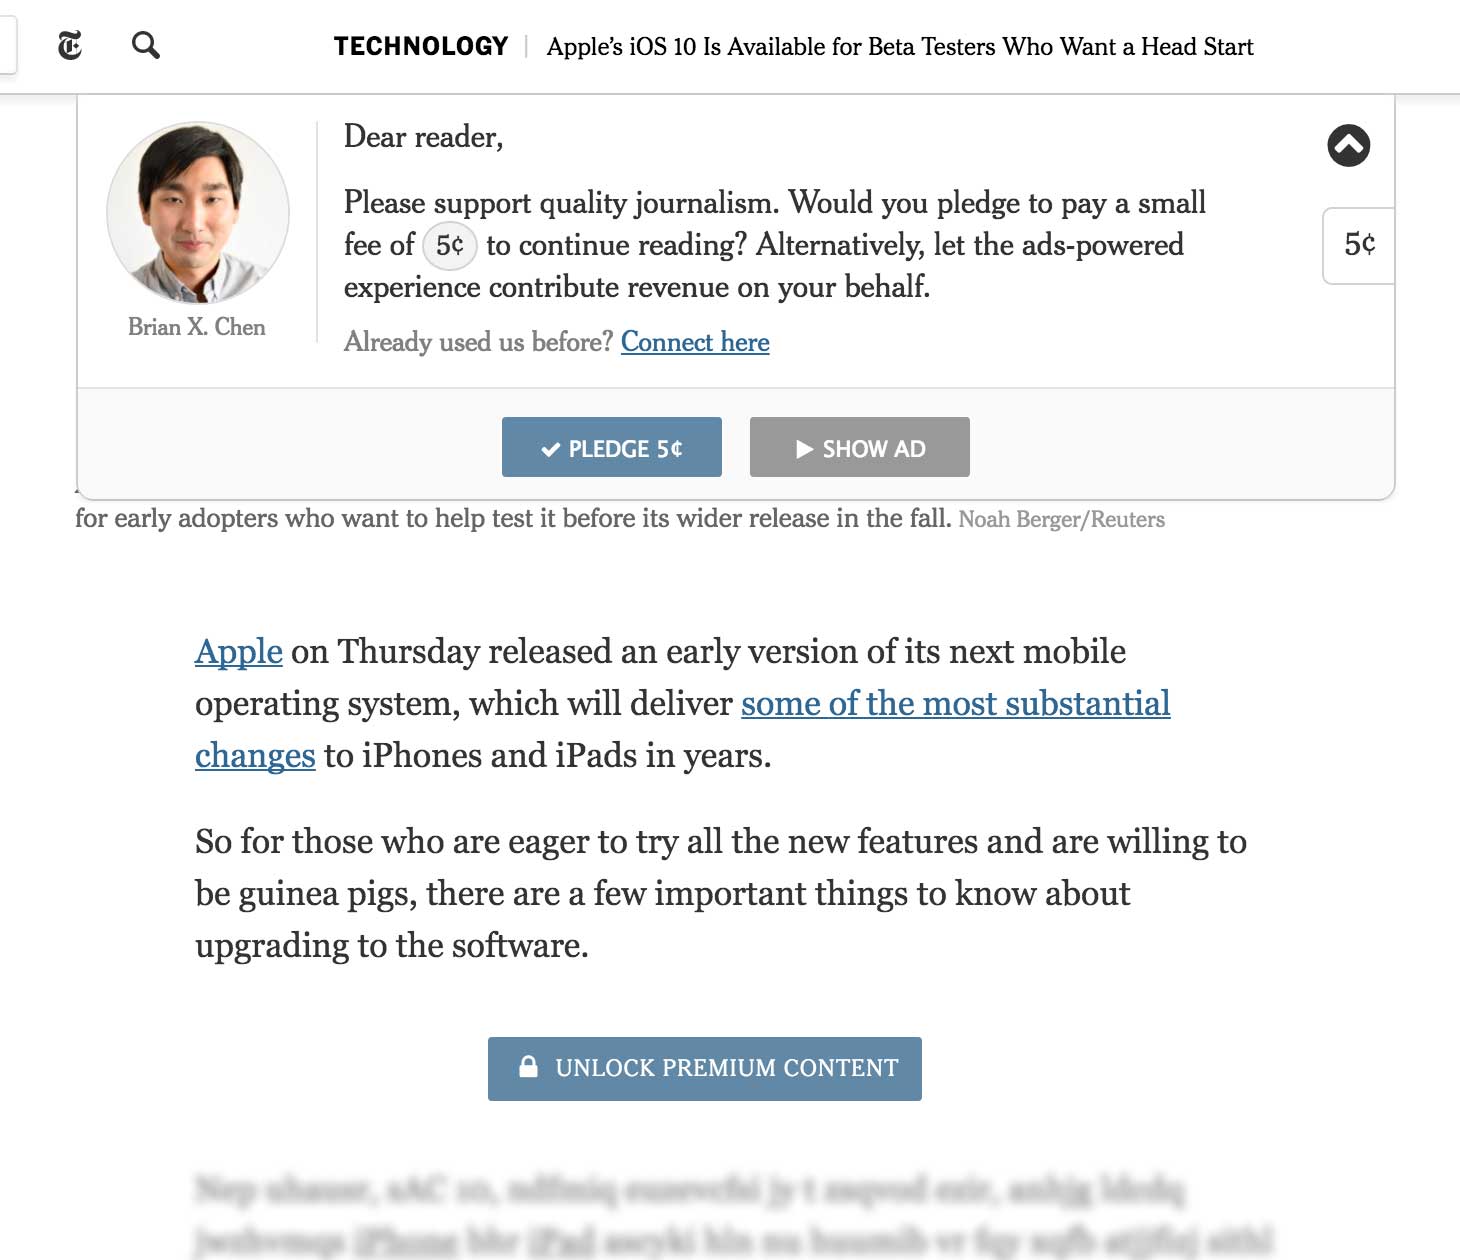 TECHNOLOGY | Apple’s iOS 10 Is Available for Beta Testers Who Want a Head Start
Dear reader,
Please support quality journalism. Would you pledge to pay a small
fee of 5¢ to continue reading? Alternatively, let the ads-powered
experience contribute revenue on your behalf.
5¢
Brian X. Chen
Already used us before? Connect here
PLEDGE 5¢
SHOW AD
for early adopters who want to help test it before its wider release in the fall. Noah Berger/Reuters
Apple on Thursday released an early version of its next mobile
operating system, which will deliver some of the most substantial
changes to iPhones and iPads in years.
So for those who are eager to try all the new features and are willing to
be guinea pigs, there are a few important things to know about
upgrading to the software.
UNLOCK PREMIUM CONTENT
iPhone iPad